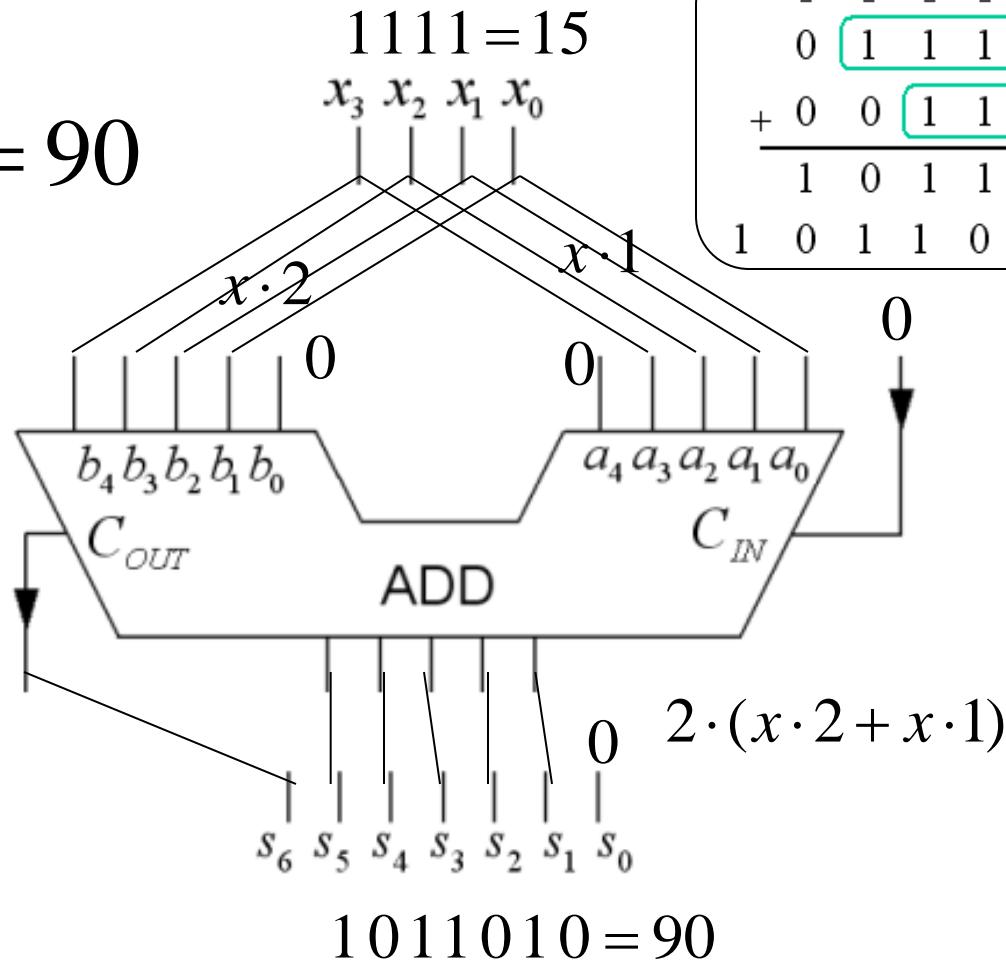 1111 = 15
x₃ x₂ x₁ x₀
= 90
0 1 1 1
+ 0 0 1 1
1 0 1 1
1 0 1 1 0
x · 2
x · 1
0
0
0
b₄ b₃ b₂ b₁ b₀
a₄ a₃ a₂ a₁ a₀
C_OUT
C_IN
ADD
0
2·(x·2 + x·1)
s₆ s₅ s₄ s₃ s₂ s₁ s₀
1011010 = 90